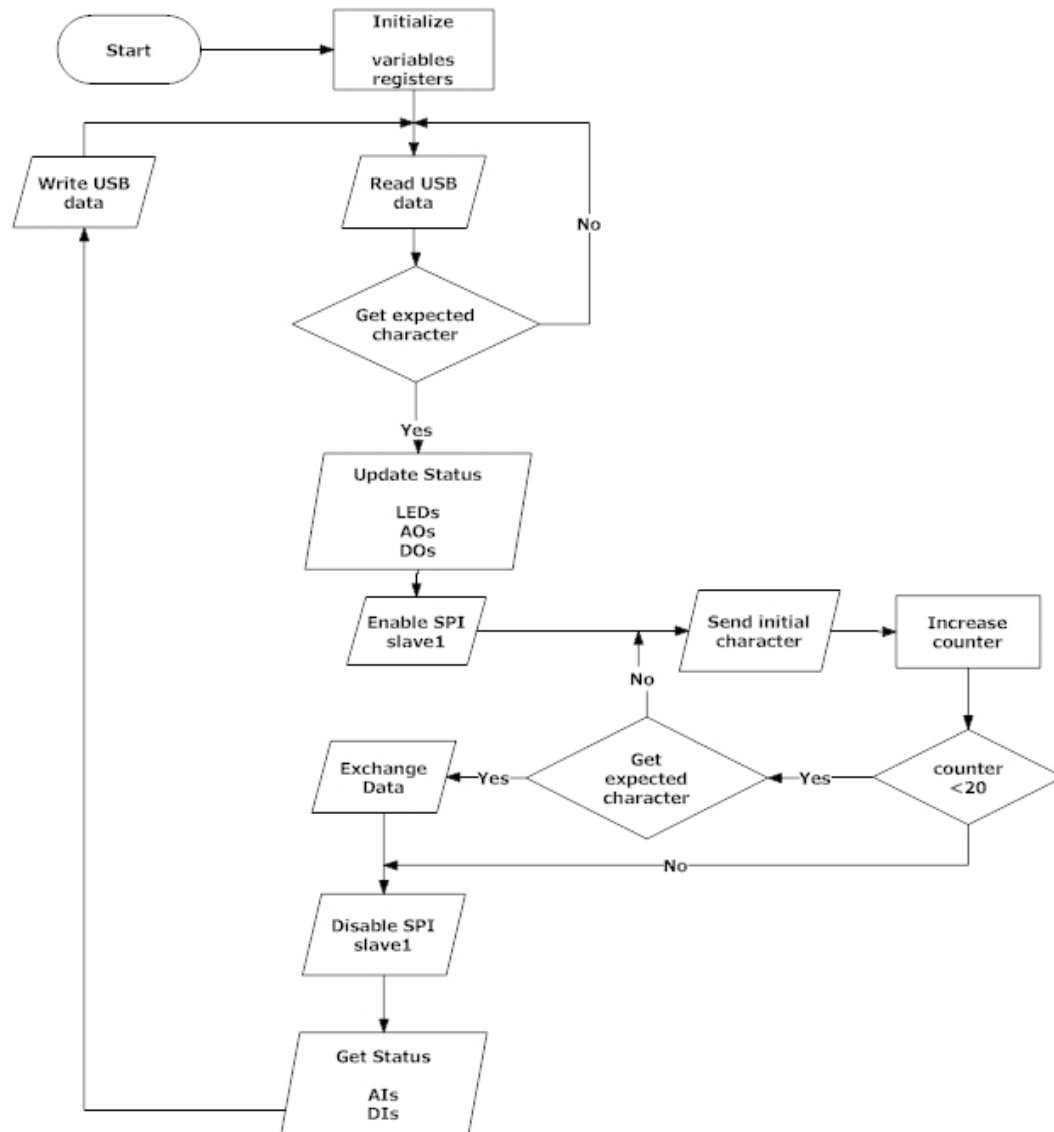 Start
Initialize
variables
registers
Write USB
data
Read USB
data
No
Get expected
character
Yes
Update Status
LEDs
AOs
DOs
Enable SPI
slave1
Send initial
character
Increase
counter
No
Exchange
Data
Yes
Get
expected
character
Yes
counter
<20
No
Disable SPI
slave1
Get Status
AIs
DIs